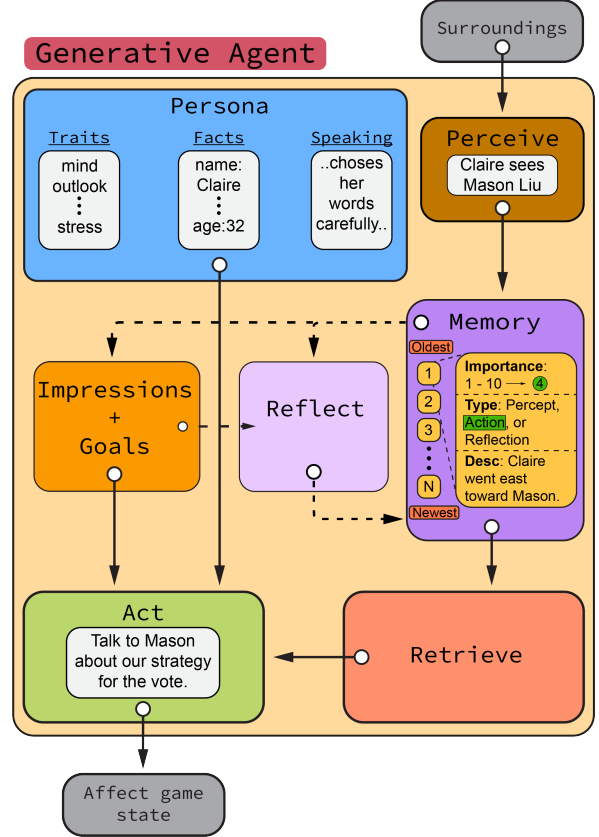 Surroundings
Generative Agent
Persona
Traits
mind
outlook
stress
Facts
name:
Claire
age:32
Speaking
..choses
her
words
carefully..
Perceive
Claire sees
Mason Liu
Memory
Oldest
1
2
3
N
Newest
Importance:
1 - 10 → 4
Type: Percept,
Action, or
Reflection
Desc: Claire
went east
toward Mason.
Impressions
+
Goals
Reflect
Act
Talk to Mason
about our strategy
for the vote.
Retrieve
Affect game
state